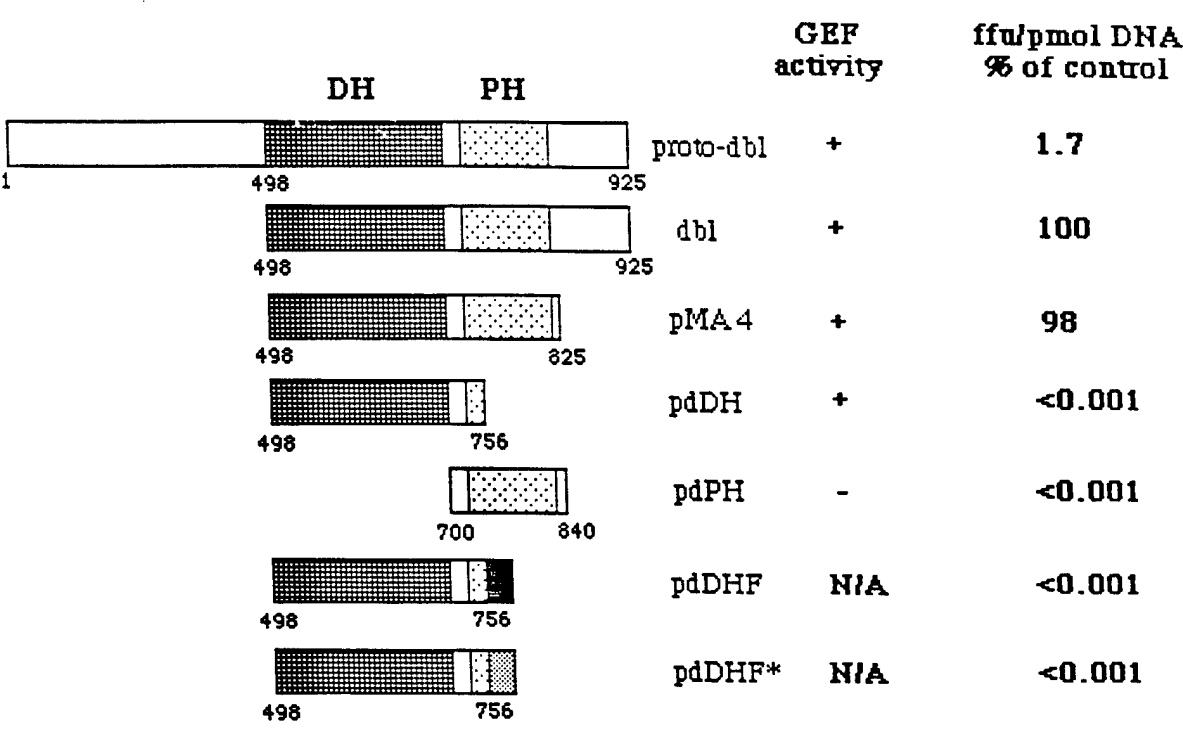 GEF ffu/pmol DNA
activity % of control
DH PH
proto-dbl + 1.7
1 498 925
dbl + 100
498 925
pMA4 + 98
498 825
pdDH + <0.001
498 756
pdPH - <0.001
700 840
pdDHF N/A <0.001
498 756
pdDHF* N/A <0.001
498 756